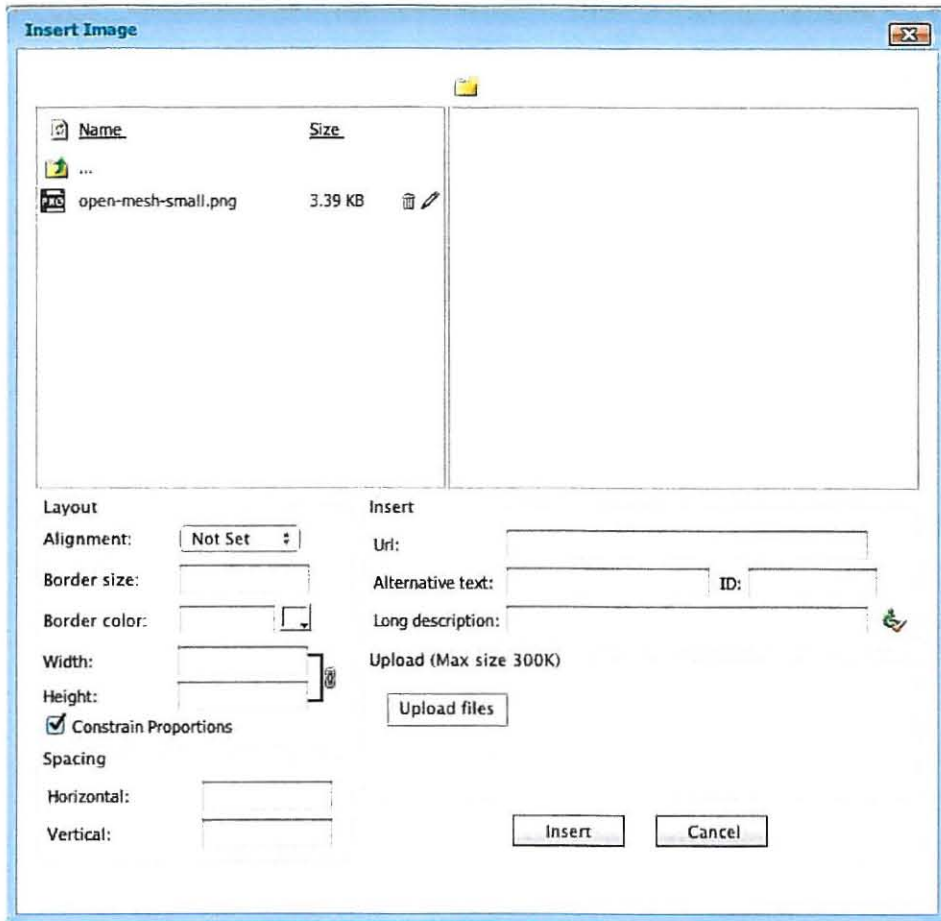 Insert Image
Name Size
...
open-mesh-small.png 3.39 KB
Layout
Alignment: Not Set
Border size:
Border color:
Width:
Height:
Constrain Proportions
Spacing
Horizontal:
Vertical:
Insert
Url:
Alternative text: ID:
Long description:
Upload (Max size 300K)
Upload files
Insert Cancel